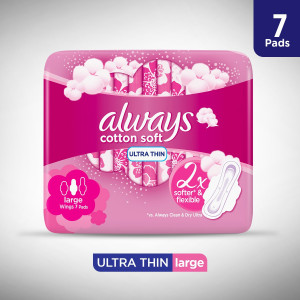 7
Pads
always
cotton soft
ULTRA THIN
2x
softer* &
flexible
large
Wings 7 Pads
*vs. Always Clean & Dry Ultra
ULTRA THIN large